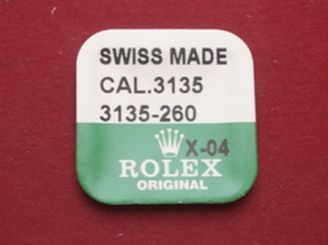 SWISS MADE
CAL.3135
3135-260
X-04
ROLEX
ORIGINAL